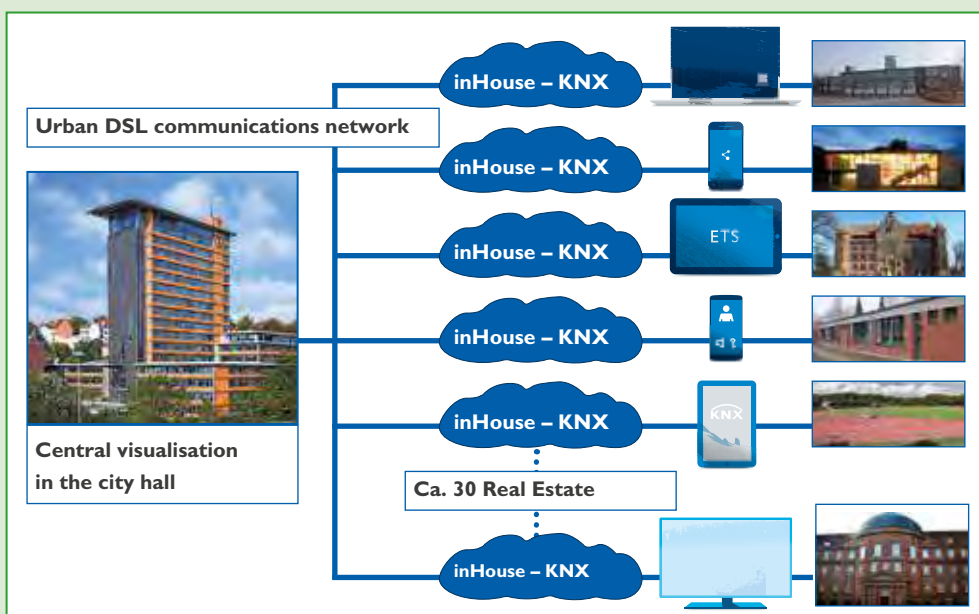 inHouse – KNX
Urban DSL communications network
inHouse – KNX
inHouse – KNX
ETS
inHouse – KNX
inHouse – KNX
KNX
Central visualisation
in the city hall
Ca. 30 Real Estate
inHouse – KNX